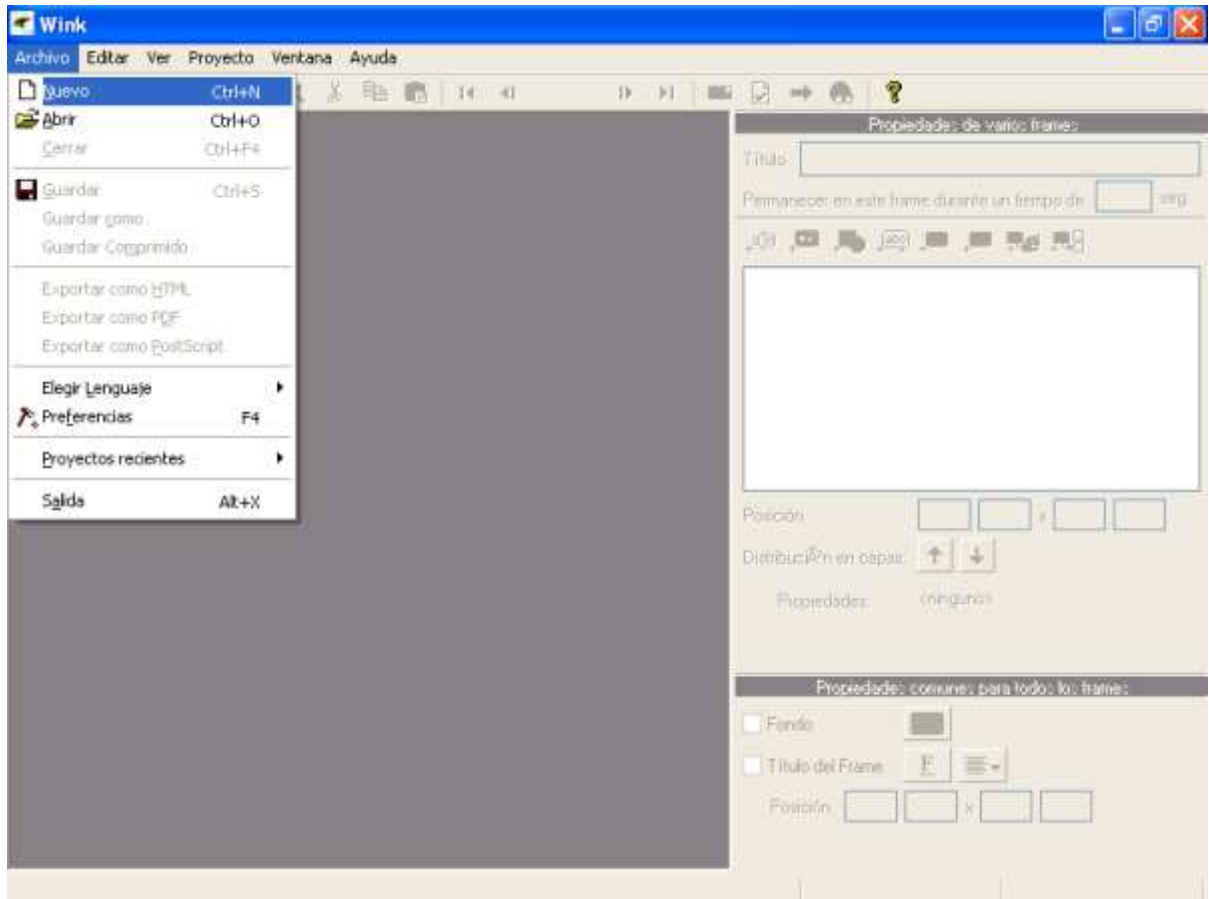 Wink
Archivo Editar Ver Proyecto Ventana Ayuda
Nuevo Ctrl+N
Abrir Ctrl+O
Cerrar Ctrl+F4
Guardar Ctrl+S
Guardar como
Guardar Comprimido
Exportar como HTML
Exportar como PDF
Exportar como PostScript
Elegir Lenguaje
Preferencias F4
Proyectos recientes
Salida Alt+X
Propiedades de varios frames
Título
Permanecer en este frame durante un tiempo de seg
Posición x
DistribuciÃ³n en capas
Propiedades (ninguno)
Propiedades comunes para todos los frames
Fondo
Título del Frame F
Posición x